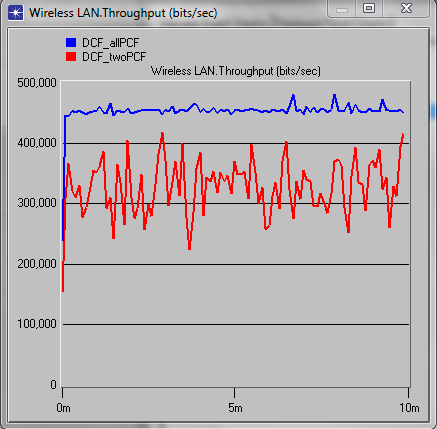 Wireless LAN.Throughput (bits/sec)
DCF_allPCF
DCF_twoPCF
Wireless LAN.Throughput (bits/sec)
500,000
400,000
300,000
200,000
100,000
0
0m 5m 10m